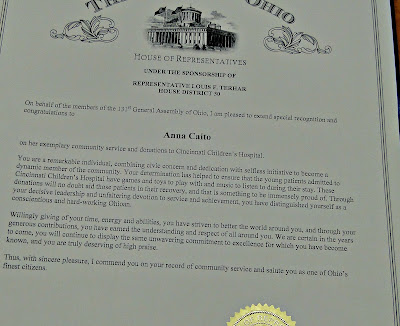 The State of Ohio
House of Representatives
UNDER THE SPONSORSHIP OF
REPRESENTATIVE LOUIS F. TERHAR
HOUSE DISTRICT 30
On behalf of the members of the 131st General Assembly of Ohio, I am pleased to extend special recognition and
congratulations to
Anna Caito
on her exemplary community service and donations to Cincinnati Children's Hospital.
You are a remarkable individual, combining civic concern and dedication with selfless initiative to become a
dynamic member of the community. Your determination has helped to ensure that the young patients admitted to
Cincinnati Children's Hospital have games and toys to play with and music to listen to during their stay. These
donations will no doubt aid those patients in their recovery, and that is something to be immensely proud of. Through
your decisive leadership and unfaltering devotion to service and achievement, you have distinguished yourself as a
conscientious and hard-working Ohioan.
Willingly giving of your time, energy and abilities, you have striven to better the world around you, and through your
generous contributions, you have earned the understanding and respect of all around you. We are certain in the years
to come, you will continue to display the same unwavering commitment to excellence for which you have become
known, and you are truly deserving of high praise.
Thus, with sincere pleasure, I commend you on your record of community service and salute you as one of Ohio's
finest citizens.